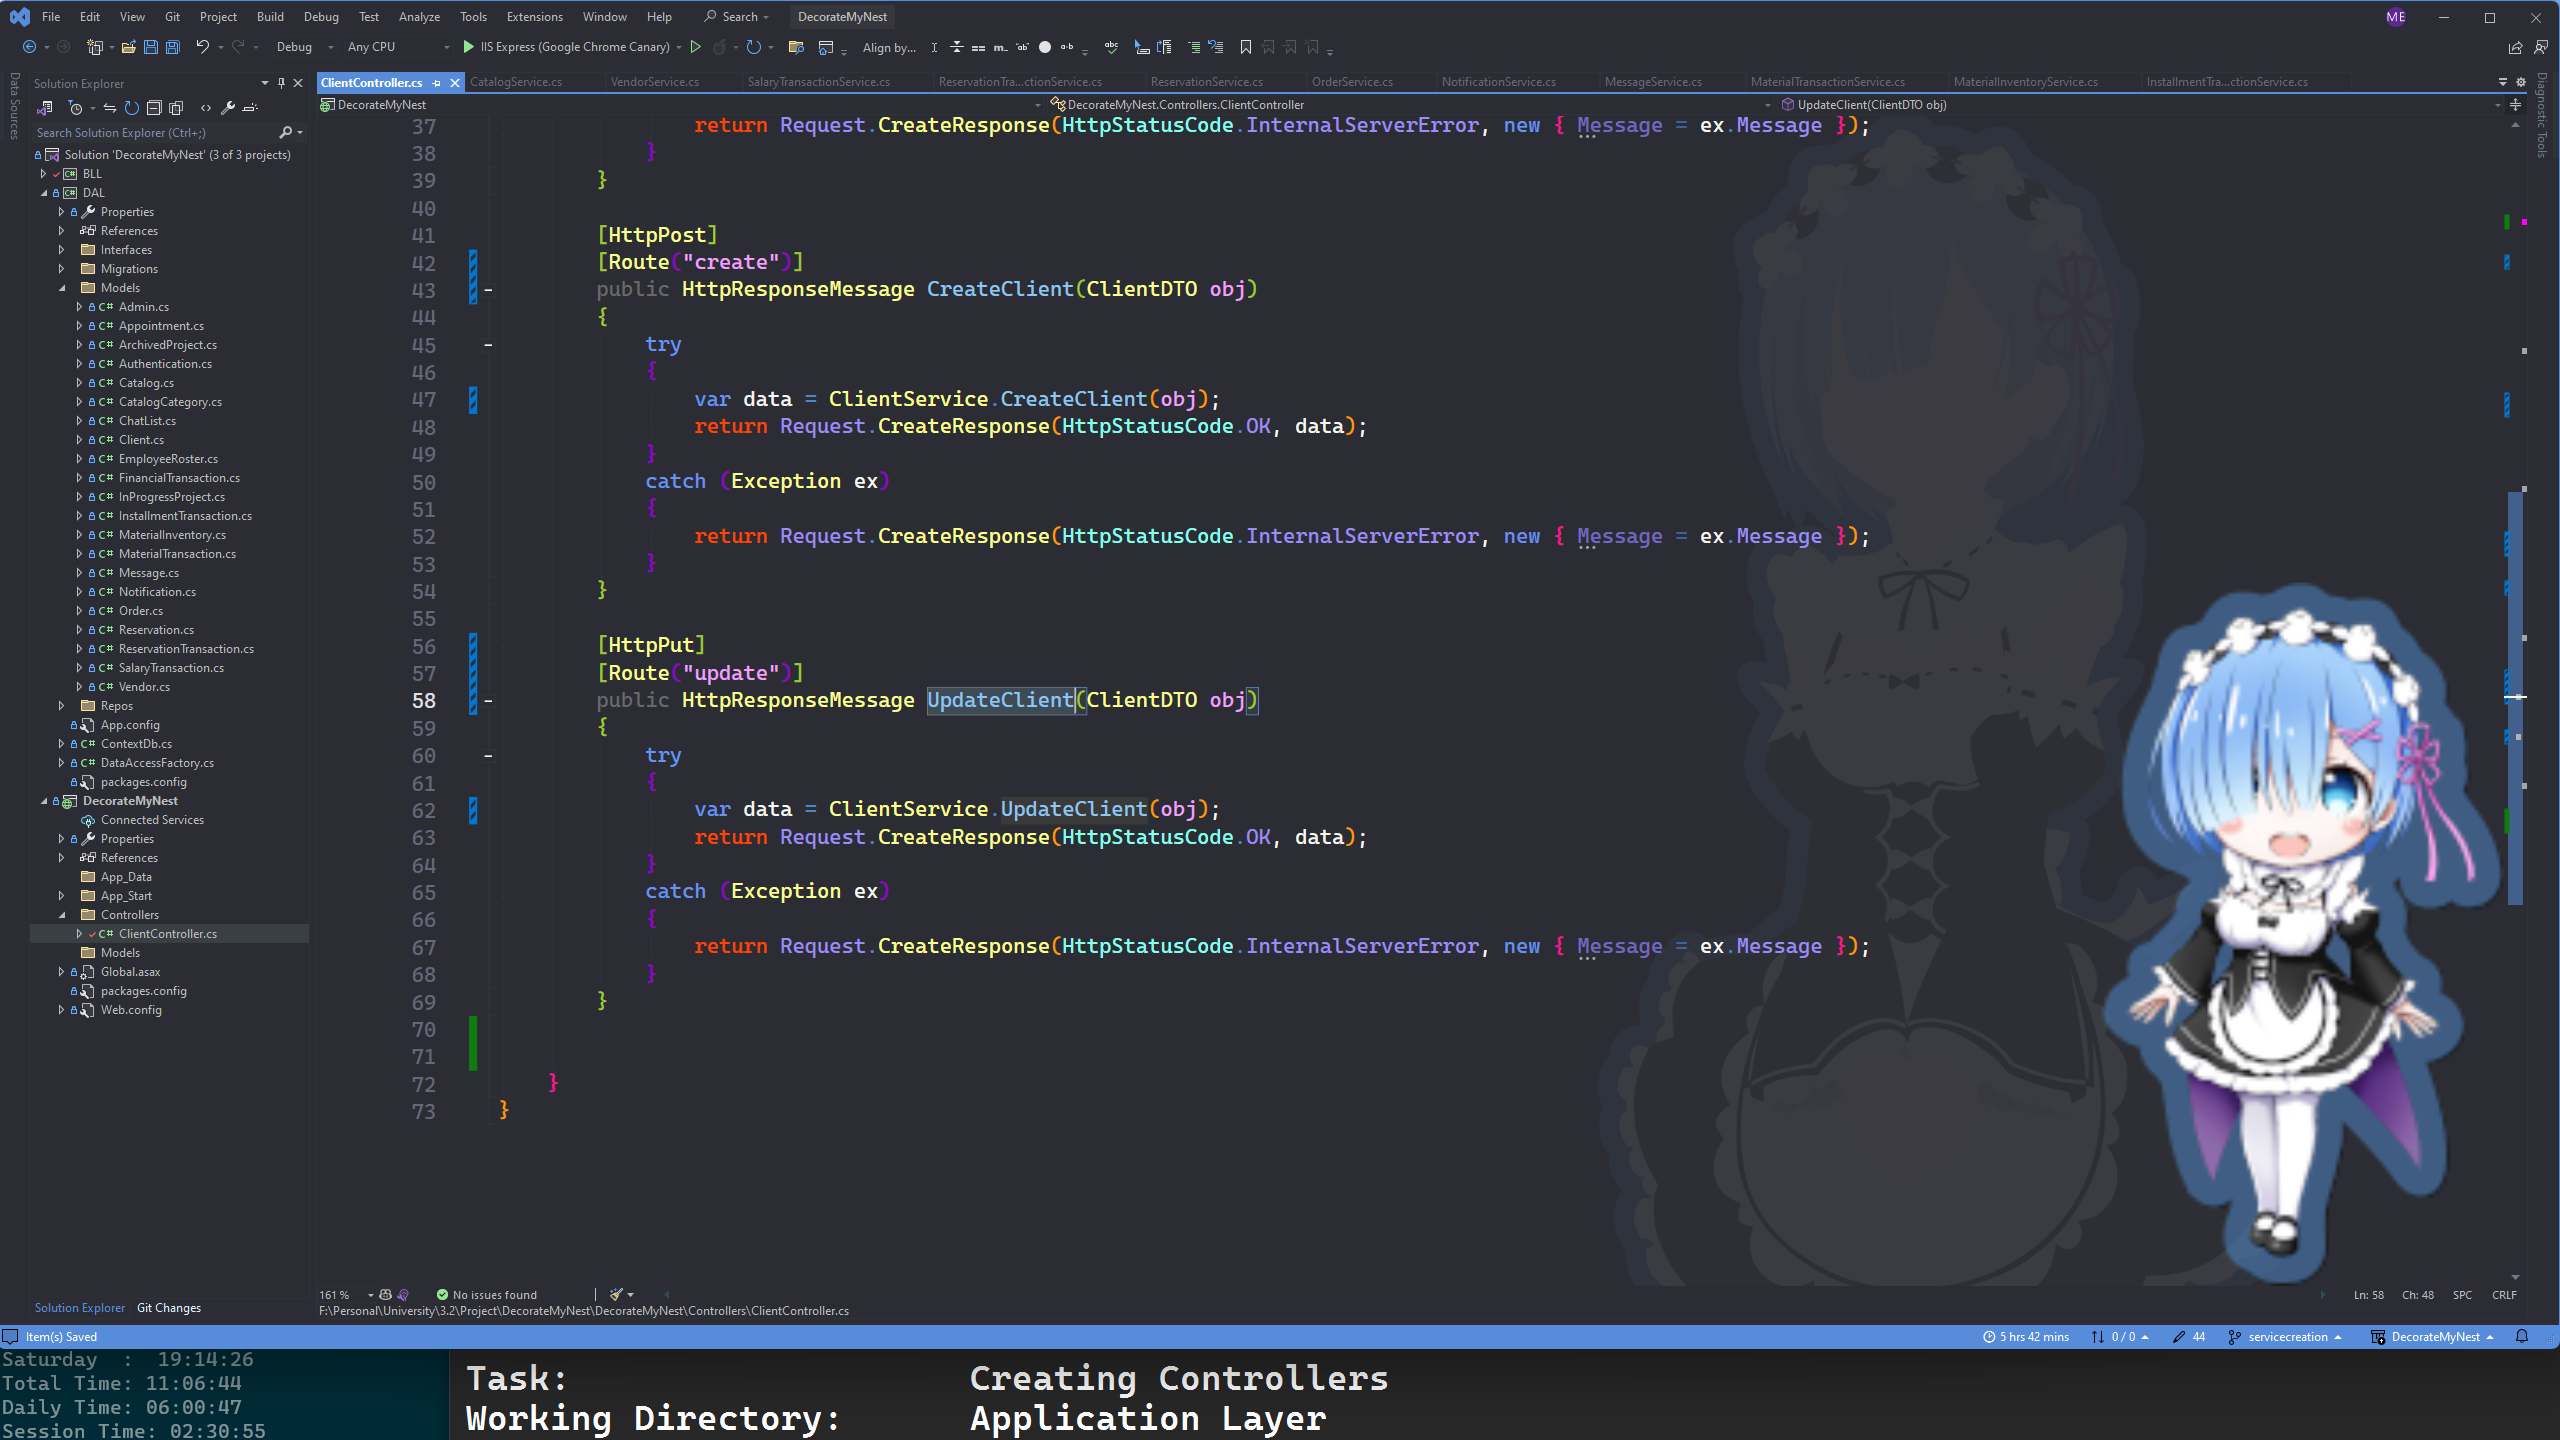 File Edit View Git Project Build Debug Test Analyze Tools Extensions Window Help Search DecorateMyNest ME
Debug Any CPU IIS Express (Google Chrome Canary) Align by...
Data Sources
Solution Explorer
Search Solution Explorer (Ctrl+;)
Solution 'DecorateMyNest' (3 of 3 projects)
BLL
DAL
Properties
References
Interfaces
Migrations
Models
C# Admin.cs
C# Appointment.cs
C# ArchivedProject.cs
C# Authentication.cs
C# Catalog.cs
C# CatalogCategory.cs
C# ChatList.cs
C# Client.cs
C# EmployeeRoster.cs
C# FinancialTransaction.cs
C# InProgressProject.cs
C# InstallmentTransaction.cs
C# MaterialInventory.cs
C# MaterialTransaction.cs
C# Message.cs
C# Notification.cs
C# Order.cs
C# Reservation.cs
C# ReservationTransaction.cs
C# SalaryTransaction.cs
C# Vendor.cs
Repos
App.config
C# ContextDb.cs
C# DataAccessFactory.cs
packages.config
DecorateMyNest
Connected Services
Properties
References
App_Data
App_Start
Controllers
C# ClientController.cs
Models
Global.asax
packages.config
Web.config
Solution Explorer Git Changes
ClientController.cs CatalogService.cs VendorService.cs SalaryTransactionService.cs ReservationTra...ctionService.cs ReservationService.cs OrderService.cs NotificationService.cs MessageService.cs MaterialTransactionService.cs MaterialInventoryService.cs InstallmentTra...ctionService.cs
DecorateMyNest DecorateMyNest.Controllers.ClientController UpdateClient(ClientDTO obj)
Diagnostic Tools
37 return Request.CreateResponse(HttpStatusCode.InternalServerError, new { Message = ex.Message });
38 }
39 }
40
41 [HttpPost]
42 [Route("create")]
43 public HttpResponseMessage CreateClient(ClientDTO obj)
44 {
45 try
46 {
47 var data = ClientService.CreateClient(obj);
48 return Request.CreateResponse(HttpStatusCode.OK, data);
49 }
50 catch (Exception ex)
51 {
52 return Request.CreateResponse(HttpStatusCode.InternalServerError, new { Message = ex.Message });
53 }
54 }
55
56 [HttpPut]
57 [Route("update")]
58 public HttpResponseMessage UpdateClient(ClientDTO obj)
59 {
60 try
61 {
62 var data = ClientService.UpdateClient(obj);
63 return Request.CreateResponse(HttpStatusCode.OK, data);
64 }
65 catch (Exception ex)
66 {
67 return Request.CreateResponse(HttpStatusCode.InternalServerError, new { Message = ex.Message });
68 }
69 }
70
71
72 }
73 }
161 % No issues found Ln: 58 Ch: 48 SPC CRLF
F:\Personal\University\3.2\Project\DecorateMyNest\DecorateMyNest\Controllers\ClientController.cs
Item(s) Saved 5 hrs 42 mins 0 / 0 44 servicecreation DecorateMyNest
Saturday : 19:14:26
Total Time: 11:06:44
Daily Time: 06:00:47
Session Time: 02:30:55
Task: Creating Controllers
Working Directory: Application Layer